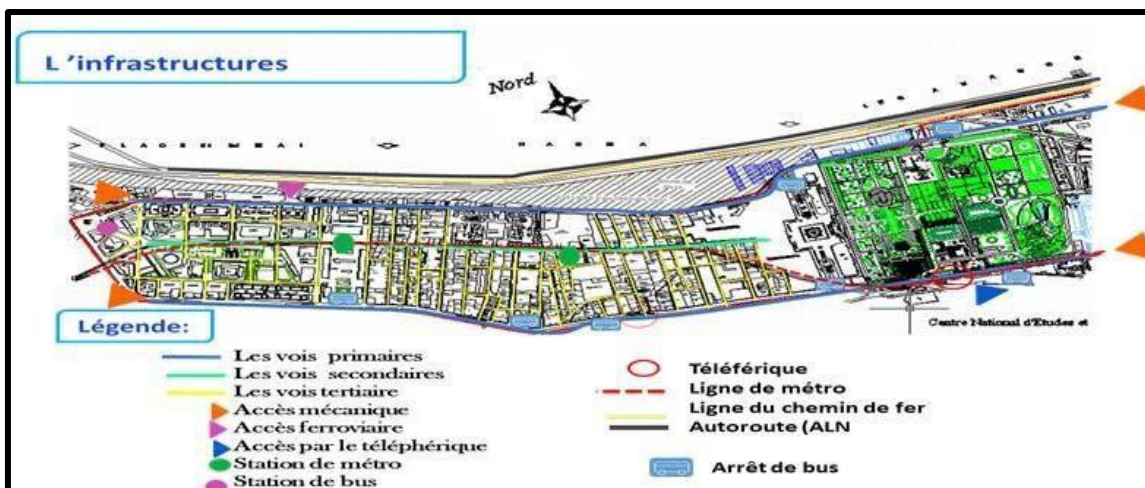 L 'infrastructures
Nord
L E S A N N A S S R
H A M M A
Centre National d'Etudes et
Légende:
Les vois primaires
Les vois secondaires
Les vois tertiaire
Accès mécanique
Accès ferroviaire
Accès par le téléphérique
Station de métro
Station de bus
Téléférique
Ligne de métro
Ligne du chemin de fer
Autoroute (ALN
Arrêt de bus